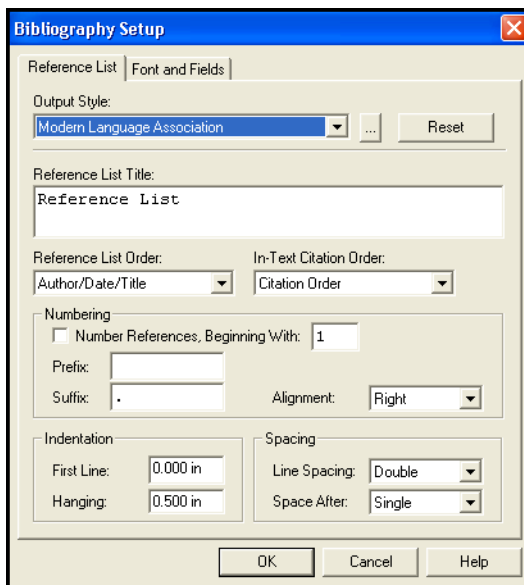 Bibliography Setup
Reference List Font and Fields
Output Style:
Modern Language Association ... Reset
Reference List Title:
Reference List
Reference List Order: In-Text Citation Order:
Author/Date/Title Citation Order
Numbering
Number References, Beginning With: 1
Prefix:
Suffix: . Alignment: Right
Indentation Spacing
First Line: 0.000 in Line Spacing: Double
Hanging: 0.500 in Space After: Single
OK Cancel Help